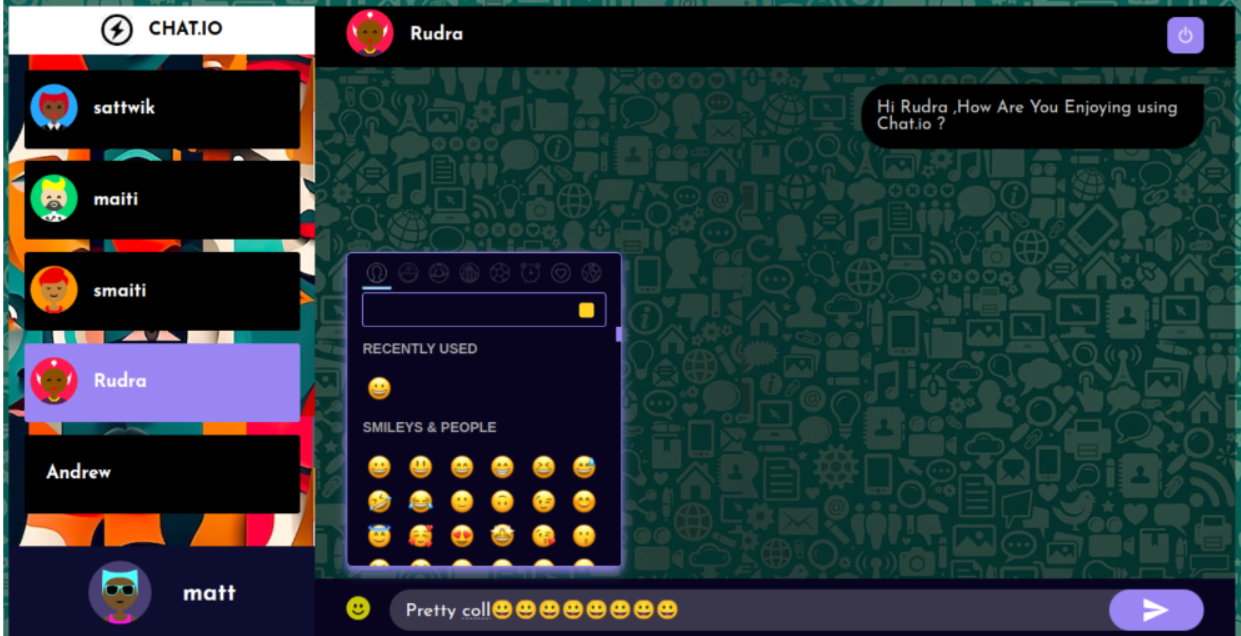 CHAT.IO
sattwik
maiti
smaiti
Rudra
Andrew
matt
Rudra
Hi Rudra ,How Are You Enjoying using
Chat.io ?
RECENTLY USED
😀
SMILEYS & PEOPLE
Pretty coll😀😀😀😀😀😀😀😀